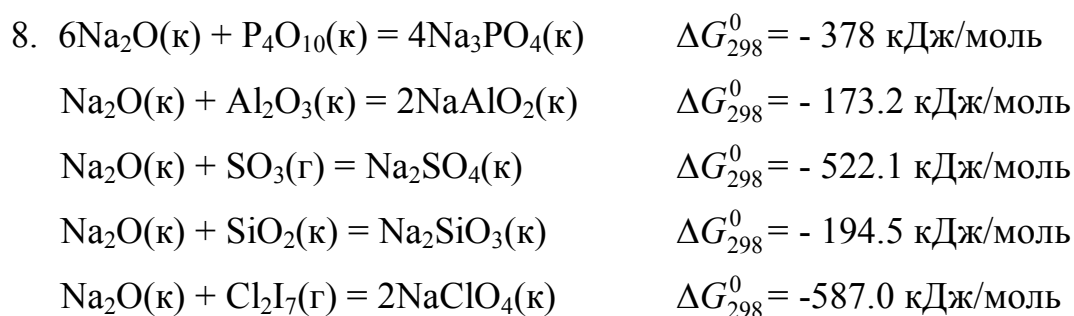 8. 6Na₂O(к) + P₄O₁₀(к) = 4Na₃PO₄(к) ΔG⁰₂₉₈ = - 378 кДж/моль
Na₂O(к) + Al₂O₃(к) = 2NaAlO₂(к) ΔG⁰₂₉₈ = - 173.2 кДж/моль
Na₂O(к) + SO₃(г) = Na₂SO₄(к) ΔG⁰₂₉₈ = - 522.1 кДж/моль
Na₂O(к) + SiO₂(к) = Na₂SiO₃(к) ΔG⁰₂₉₈ = - 194.5 кДж/моль
Na₂O(к) + Cl₂I₇(г) = 2NaClO₄(к) ΔG⁰₂₉₈ = -587.0 кДж/моль